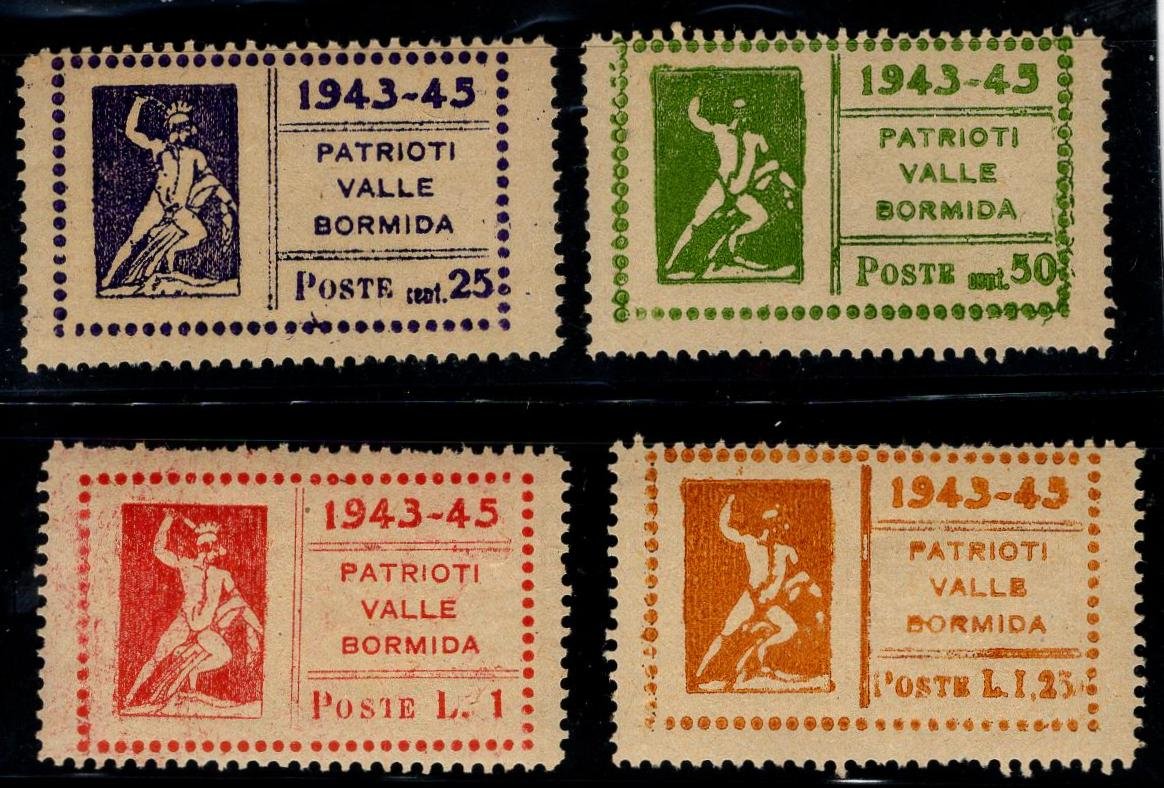 1943-45
PATRIOTI
VALLE
BORMIDA
POSTE cent. 25
1943-45
PATRIOTI
VALLE
BORMIDA
POSTE cent. 50
1943-45
PATRIOTI
VALLE
BORMIDA
POSTE L. 1
1943-45
PATRIOTI
VALLE
BORMIDA
POSTE L. 1,25